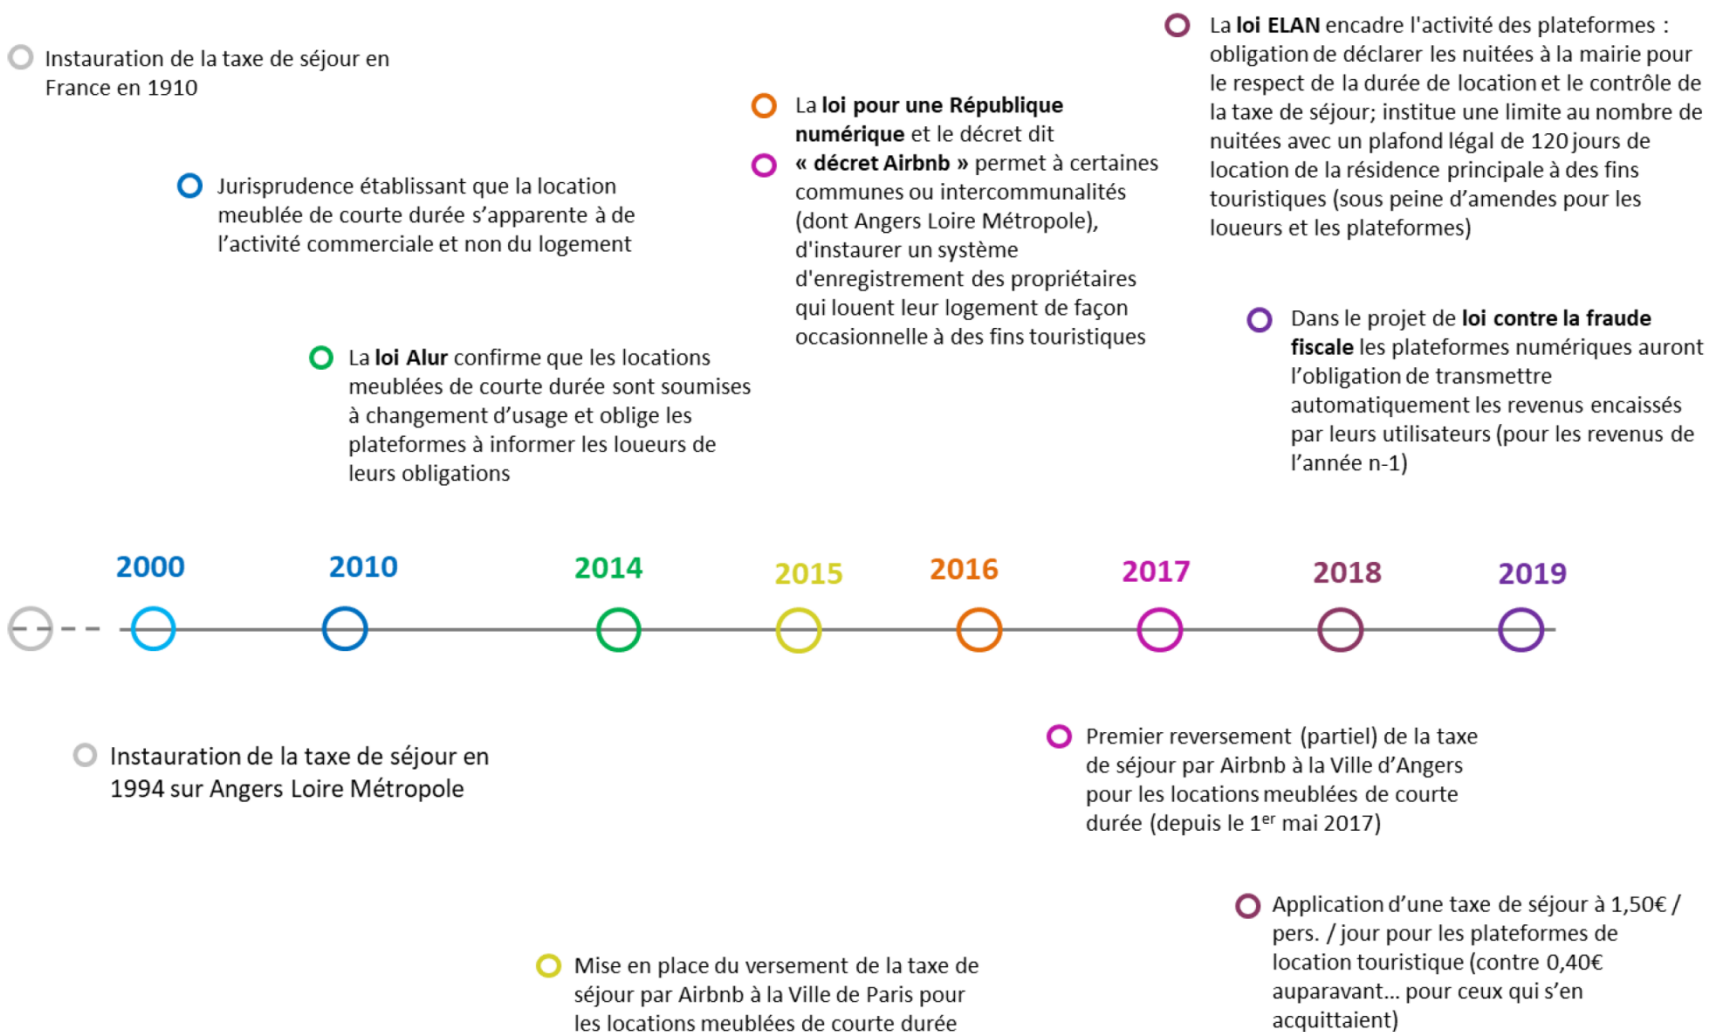 Instauration de la taxe de séjour en
France en 1910
Jurisprudence établissant que la location
meublée de courte durée s’apparente à de
l’activité commerciale et non du logement
La loi Alur confirme que les locations
meublées de courte durée sont soumises
à changement d’usage et oblige les
plateformes à informer les loueurs de
leurs obligations
La loi pour une République
numérique et le décret dit
« décret Airbnb » permet à certaines
communes ou intercommunalités
(dont Angers Loire Métropole),
d'instaurer un système
d'enregistrement des propriétaires
qui louent leur logement de façon
occasionnelle à des fins touristiques
La loi ELAN encadre l'activité des plateformes :
obligation de déclarer les nuitées à la mairie pour
le respect de la durée de location et le contrôle de
la taxe de séjour; institue une limite au nombre de
nuitées avec un plafond légal de 120 jours de
location de la résidence principale à des fins
touristiques (sous peine d’amendes pour les
loueurs et les plateformes)
Dans le projet de loi contre la fraude
fiscale les plateformes numériques auront
l’obligation de transmettre
automatiquement les revenus encaissés
par leurs utilisateurs (pour les revenus de
l’année n-1)
2000 2010 2014 2015 2016 2017 2018 2019
Instauration de la taxe de séjour en
1994 sur Angers Loire Métropole
Mise en place du versement de la taxe de
séjour par Airbnb à la Ville de Paris pour
les locations meublées de courte durée
Premier reversement (partiel) de la taxe
de séjour par Airbnb à la Ville d’Angers
pour les locations meublées de courte
durée (depuis le 1er mai 2017)
Application d’une taxe de séjour à 1,50€ /
pers. / jour pour les plateformes de
location touristique (contre 0,40€
auparavant... pour ceux qui s’en
acquittaient)